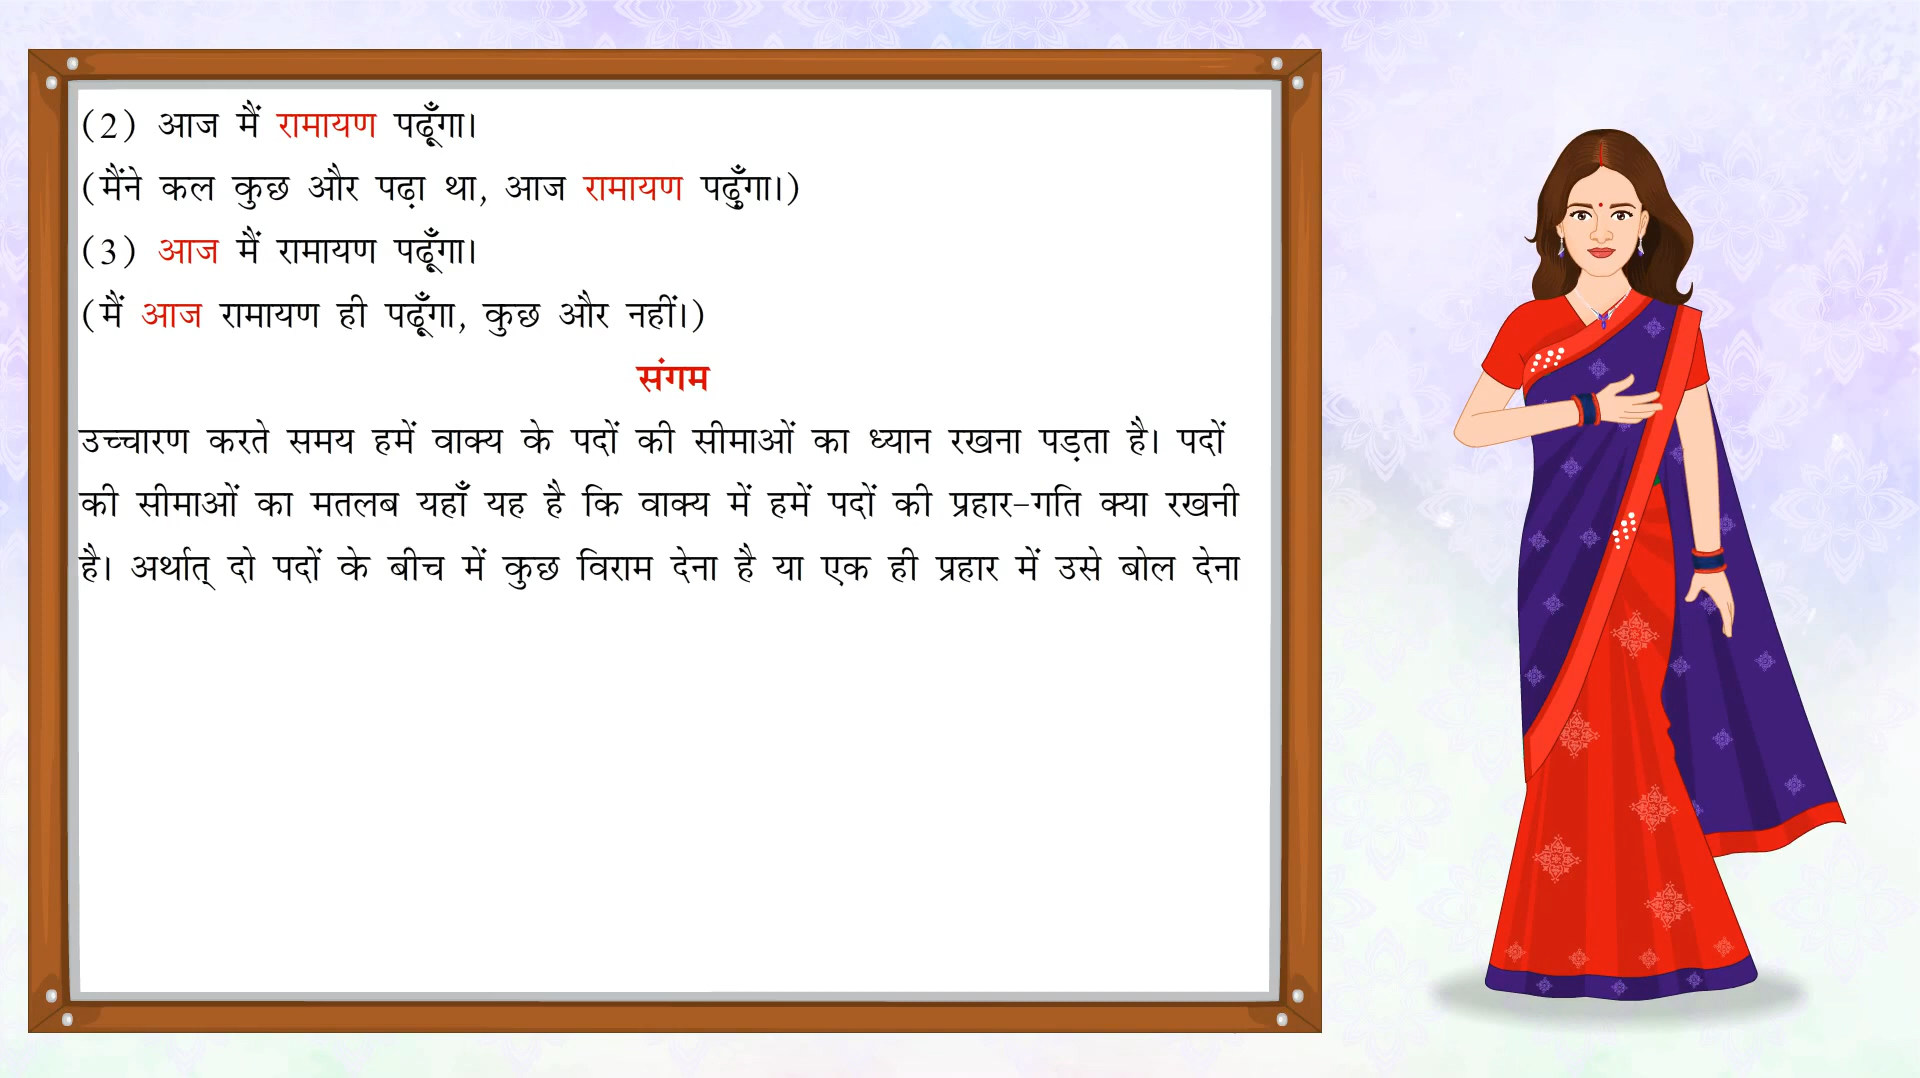 (2) आज मैं रामायण पढ़ूँगा।
(मैंने कल कुछ और पढ़ा था, आज रामायण पढ़ुँगा।)
(3) आज मैं रामायण पढ़ूँगा।
(मैं आज रामायण ही पढ़ूँगा, कुछ और नहीं।)
संगम
उच्चारण करते समय हमें वाक्य के पदों की सीमाओं का ध्यान रखना पड़ता है। पदों
की सीमाओं का मतलब यहाँ यह है कि वाक्य में हमें पदों की प्रहार-गति क्या रखनी
है। अर्थात् दो पदों के बीच में कुछ विराम देना है या एक ही प्रहार में उसे बोल देना